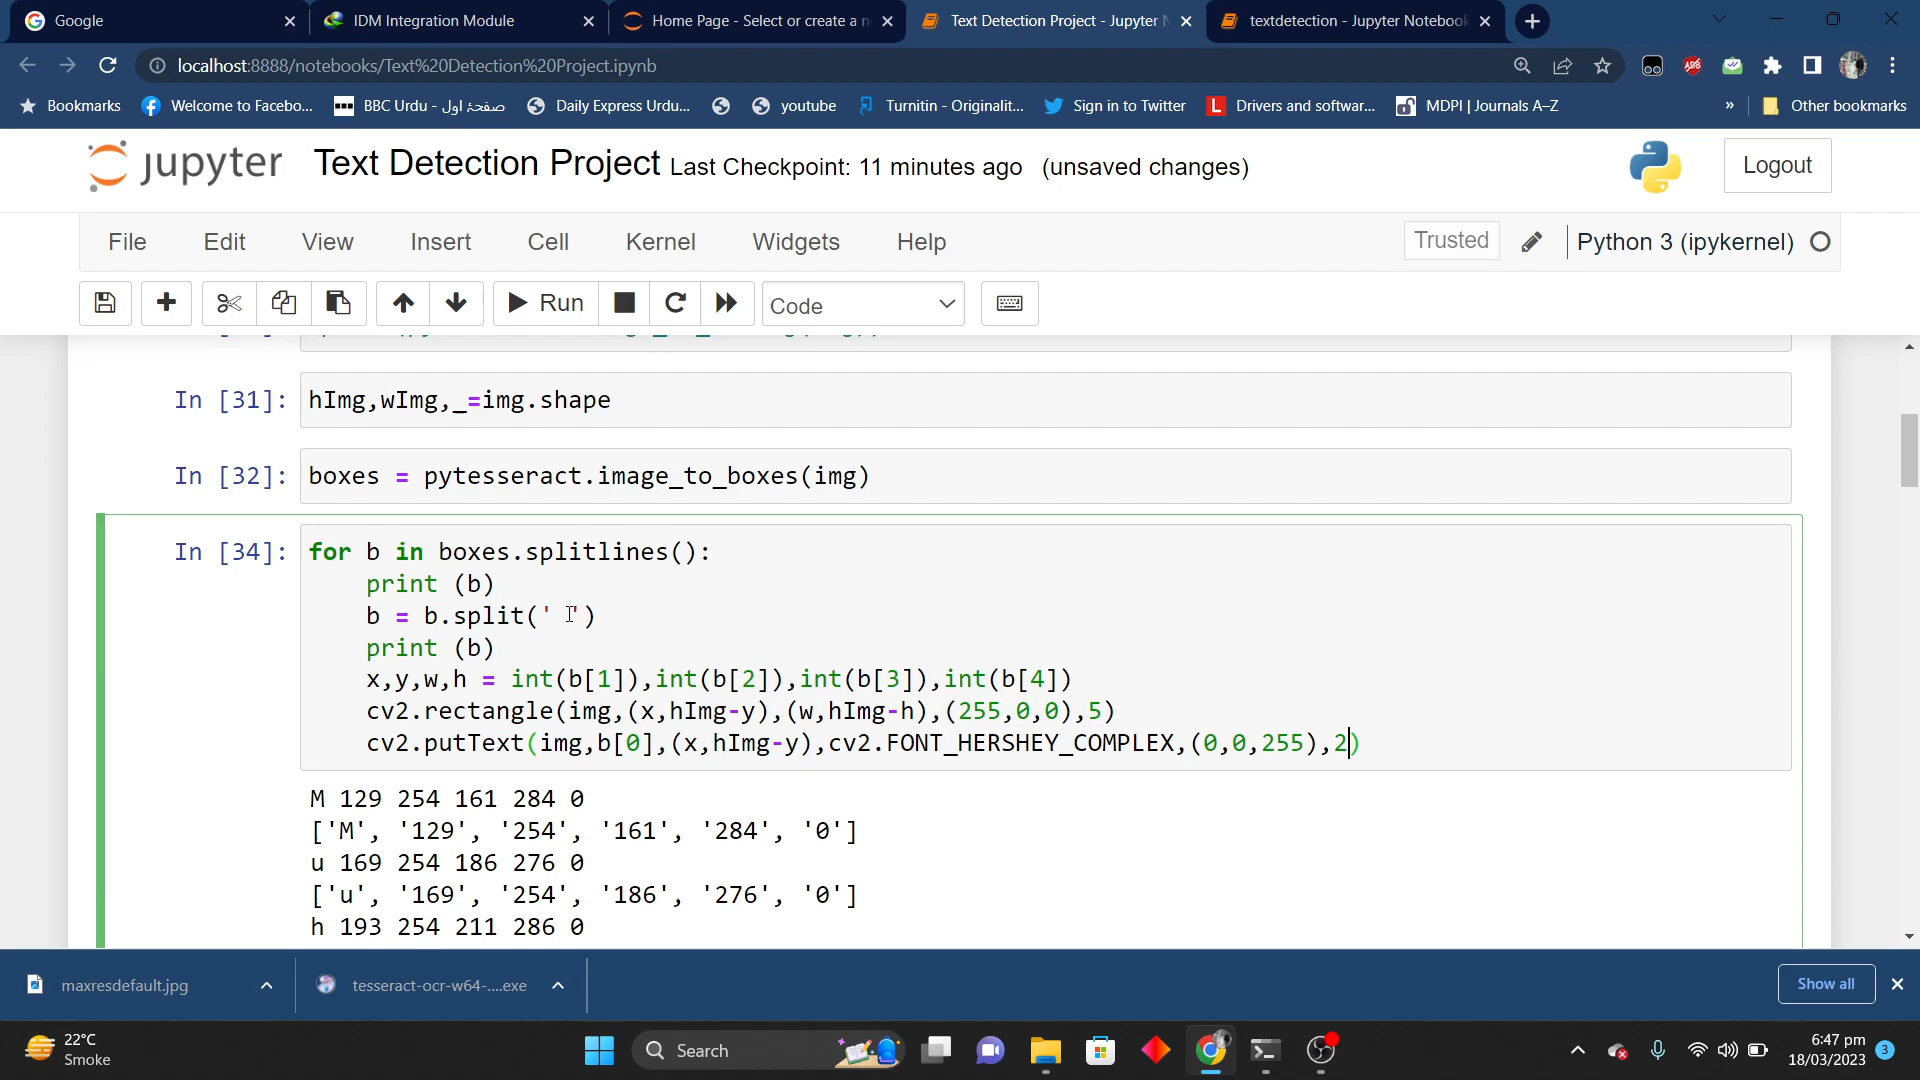 Google
IDM Integration Module
Home Page - Select or create a n
Text Detection Project - Jupyter N
textdetection - Jupyter Notebook
localhost:8888/notebooks/Text%20Detection%20Project.ipynb
Bookmarks
Welcome to Facebo...
BBC Urdu - صفحۂ اول
Daily Express Urdu...
youtube
Turnitin - Originalit...
Sign in to Twitter
Drivers and softwar...
MDPI | Journals A–Z
»
Other bookmarks
jupyter Text Detection Project Last Checkpoint: 11 minutes ago (unsaved changes)
Logout
File Edit View Insert Cell Kernel Widgets Help
Trusted
Python 3 (ipykernel)
Run
Code
In [31]: hImg,wImg,_=img.shape
In [32]: boxes = pytesseract.image_to_boxes(img)
In [34]: for b in boxes.splitlines():
print (b)
b = b.split(' ')
print (b)
x,y,w,h = int(b[1]),int(b[2]),int(b[3]),int(b[4])
cv2.rectangle(img,(x,hImg-y),(w,hImg-h),(255,0,0),5)
cv2.putText(img,b[0],(x,hImg-y),cv2.FONT_HERSHEY_COMPLEX,(0,0,255),2)
M 129 254 161 284 0
['M', '129', '254', '161', '284', '0']
u 169 254 186 276 0
['u', '169', '254', '186', '276', '0']
h 193 254 211 286 0
maxresdefault.jpg
tesseract-ocr-w64-....exe
Show all
22°C
Smoke
Search
6:47 pm
18/03/2023
3